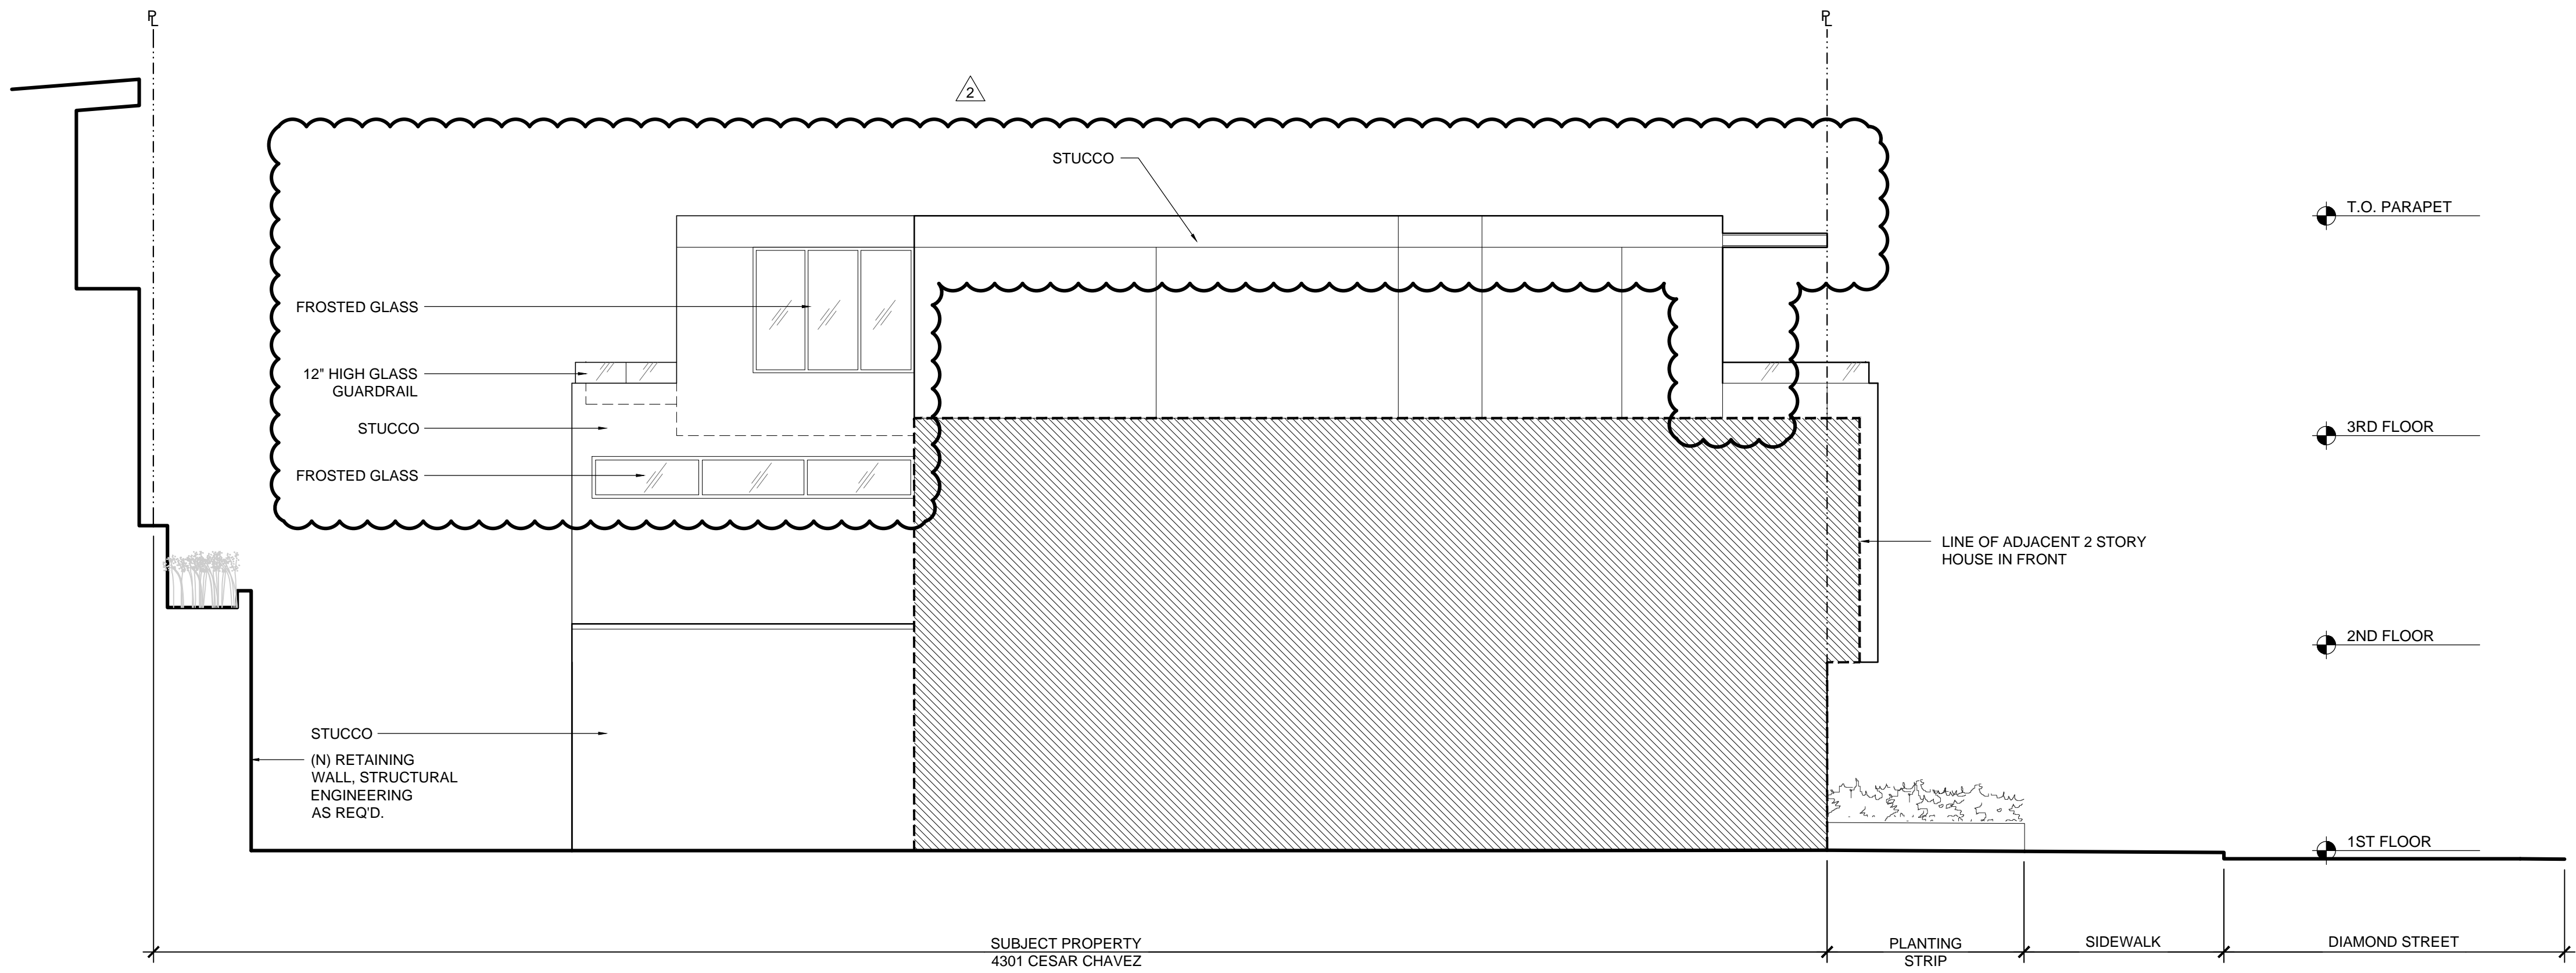 PL
PL
2
STUCCO
T.O. PARAPET
FROSTED GLASS
12" HIGH GLASS
GUARDRAIL
STUCCO
3RD FLOOR
FROSTED GLASS
LINE OF ADJACENT 2 STORY
HOUSE IN FRONT
2ND FLOOR
STUCCO
(N) RETAINING
WALL, STRUCTURAL
ENGINEERING
AS REQ'D.
1ST FLOOR
SUBJECT PROPERTY
4301 CESAR CHAVEZ
PLANTING
STRIP
SIDEWALK
DIAMOND STREET